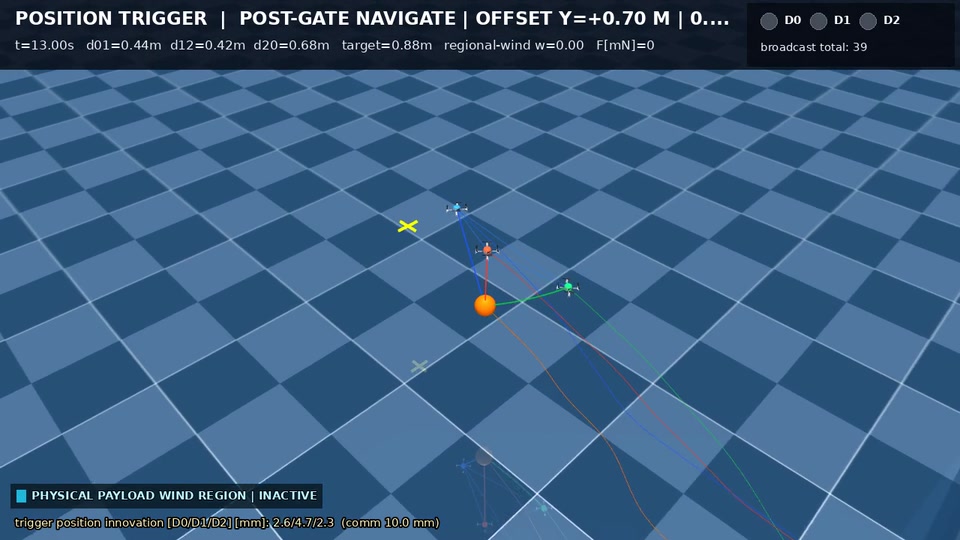 POSITION TRIGGER | POST-GATE NAVIGATE | OFFSET Y=+0.70 M | 0....
t=13.00s d01=0.44m d12=0.42m d20=0.68m target=0.88m regional-wind w=0.00 F[mN]=0
D0 D1 D2
broadcast total: 39
PHYSICAL PAYLOAD WIND REGION | INACTIVE
trigger position innovation [D0/D1/D2] [mm]: 2.6/4.7/2.3 (comm 10.0 mm)